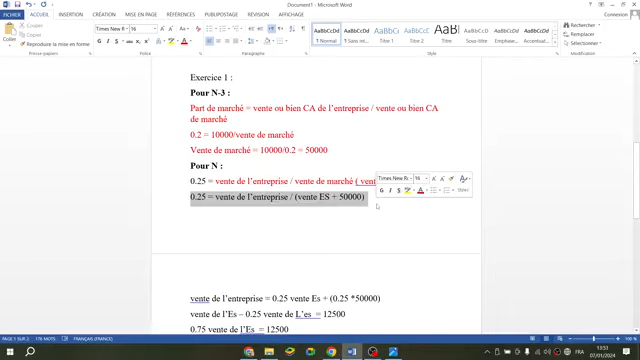 Document1 - Microsoft Word
FICHIER ACCUEIL INSERTION CRÉATION MISE EN PAGE RÉFÉRENCES PUBLIPOSTAGE RÉVISION AFFICHAGE Connexion
Coller Copier Reproduire la mise en forme
Times New Ro 16
AaBbCcDd AaBbCcDd AaBbCc AaBbCcD AaB AaBbCcD AaBbCcDd AaBbCcDd
¶ Normal ¶ Sans int... Titre 1 Titre 2 Titre Sous-titre Emphase... Accentuat...
Rechercher
Remplacer
Sélectionner
Presse-papiers Police Paragraphe Style Modification
Exercice 1 :
Pour N-3 :
Part de marché = vente ou bien CA de l'entreprise / vente ou bien CA
de marché
0.2 = 10000/vente de marché
Vente de marché = 10000/0.2 = 50000
Pour N :
0.25 = vente de l'entreprise / vente de marché ( vent
Times New Ro 16
G I S Styles
0.25 = vente de l'entreprise / (vente ES + 50000)
vente de l'entreprise = 0.25 vente Es + (0.25 *50000)
vente de l'Es – 0.25 vente de L'es = 12500
0.75 vente de l'Es = 12500
PAGE 1 SUR 2 176 MOTS FRANÇAIS (FRANCE) 100 %
FRA 13:53
07/01/2024